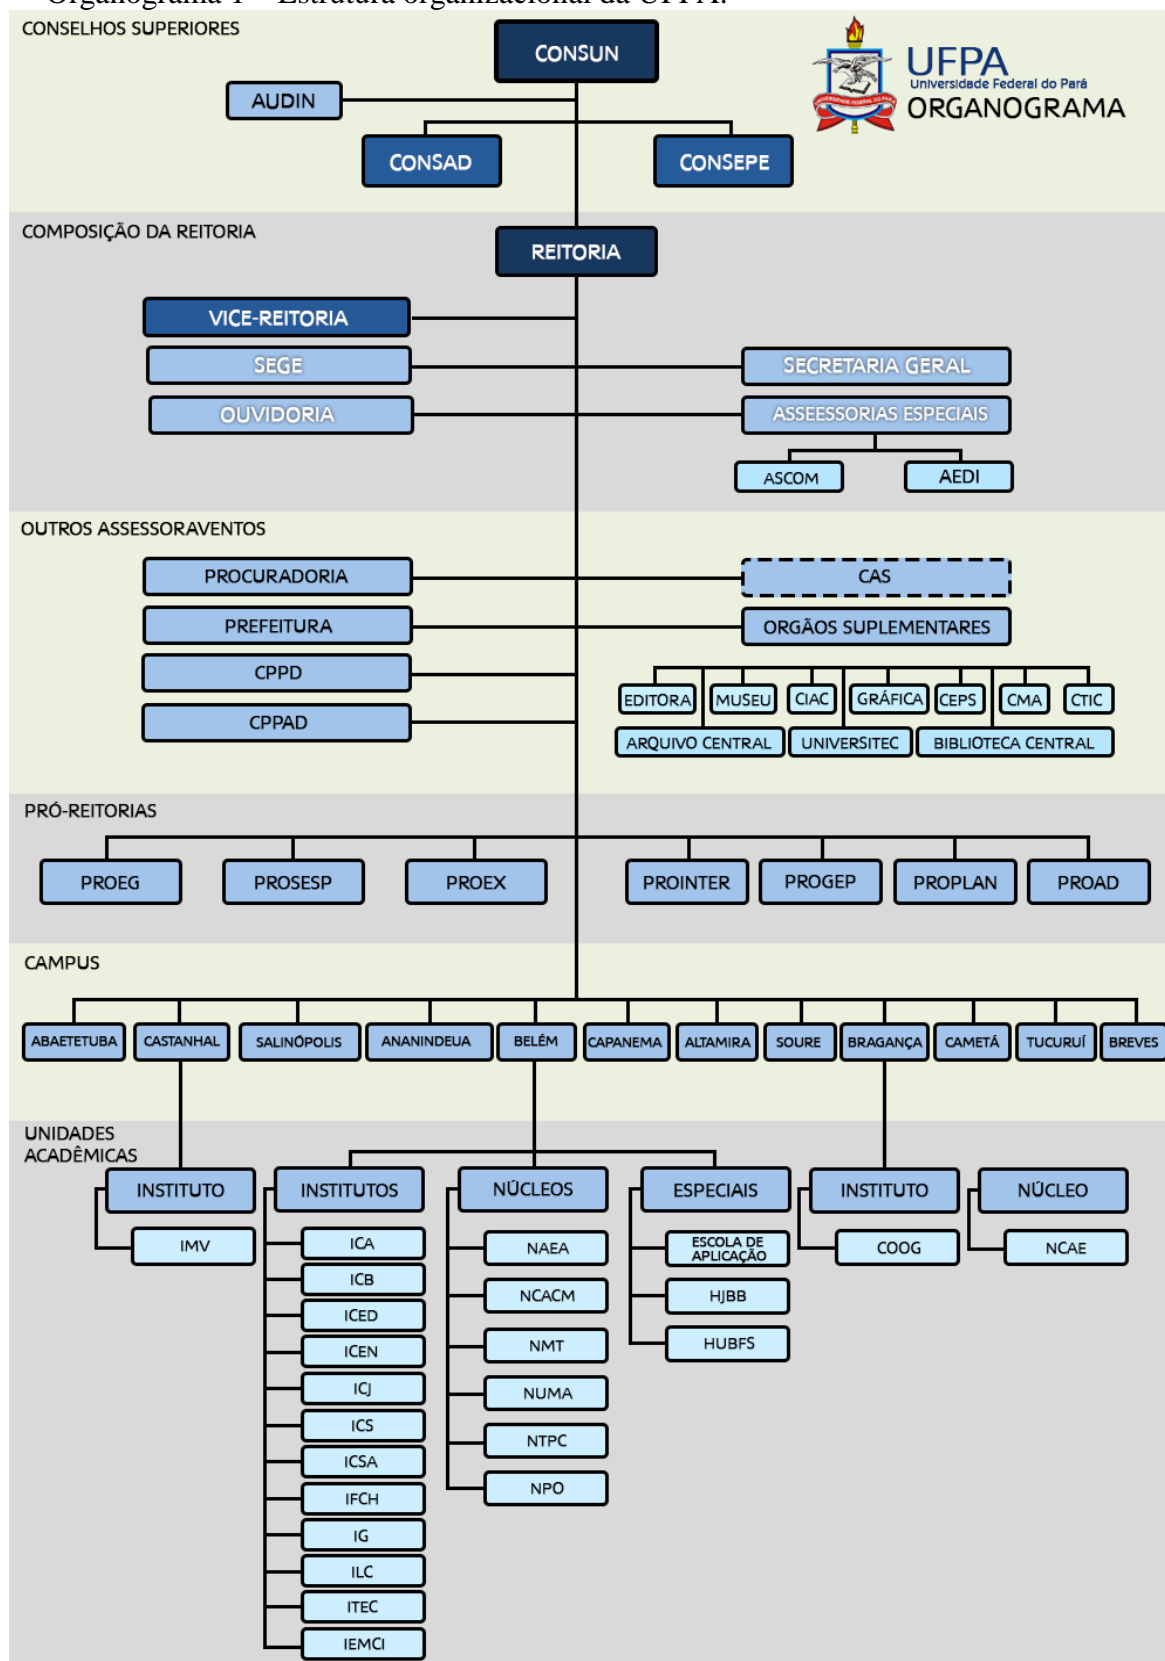 Organograma 1 – Estrutura organizacional da UFPA.
CONSELHOS SUPERIORES
CONSUN
UFPA
Universidade Federal do Pará
ORGANOGRAMA
UNIVERSIDADE FEDERAL DO PARÁ
AUDIN
CONSAD
CONSEPE
COMPOSIÇÃO DA REITORIA
REITORIA
VICE-REITORIA
SEGE
SECRETARIA GERAL
OUVIDORIA
ASSEESSORIAS ESPECIAIS
ASCOM
AEDI
OUTROS ASSESSORAVENTOS
PROCURADORIA
CAS
PREFEITURA
ORGÃOS SUPLEMENTARES
CPPD
EDITORA
MUSEU
CIAC
GRÁFICA
CEPS
CMA
CTIC
CPPAD
ARQUIVO CENTRAL
UNIVERSITEC
BIBLIOTECA CENTRAL
PRÓ-REITORIAS
PROEG
PROSESP
PROEX
PROINTER
PROGEP
PROPLAN
PROAD
CAMPUS
ABAETETUBA
CASTANHAL
SALINÓPOLIS
ANANINDEUA
BELÉM
CAPANEMA
ALTAMIRA
SOURE
BRAGANÇA
CAMETÁ
TUCURUÍ
BREVES
UNIDADES
ACADÊMICAS
INSTITUTO
IMV
INSTITUTOS
ICA
ICB
ICED
ICEN
ICJ
ICS
ICSA
IFCH
IG
ILC
ITEC
IEMCI
NÚCLEOS
NAEA
NCACM
NMT
NUMA
NTPC
NPO
ESPECIAIS
ESCOLA DE
APLICAÇÃO
HJBB
HUBFS
INSTITUTO
COOG
NÚCLEO
NCAE